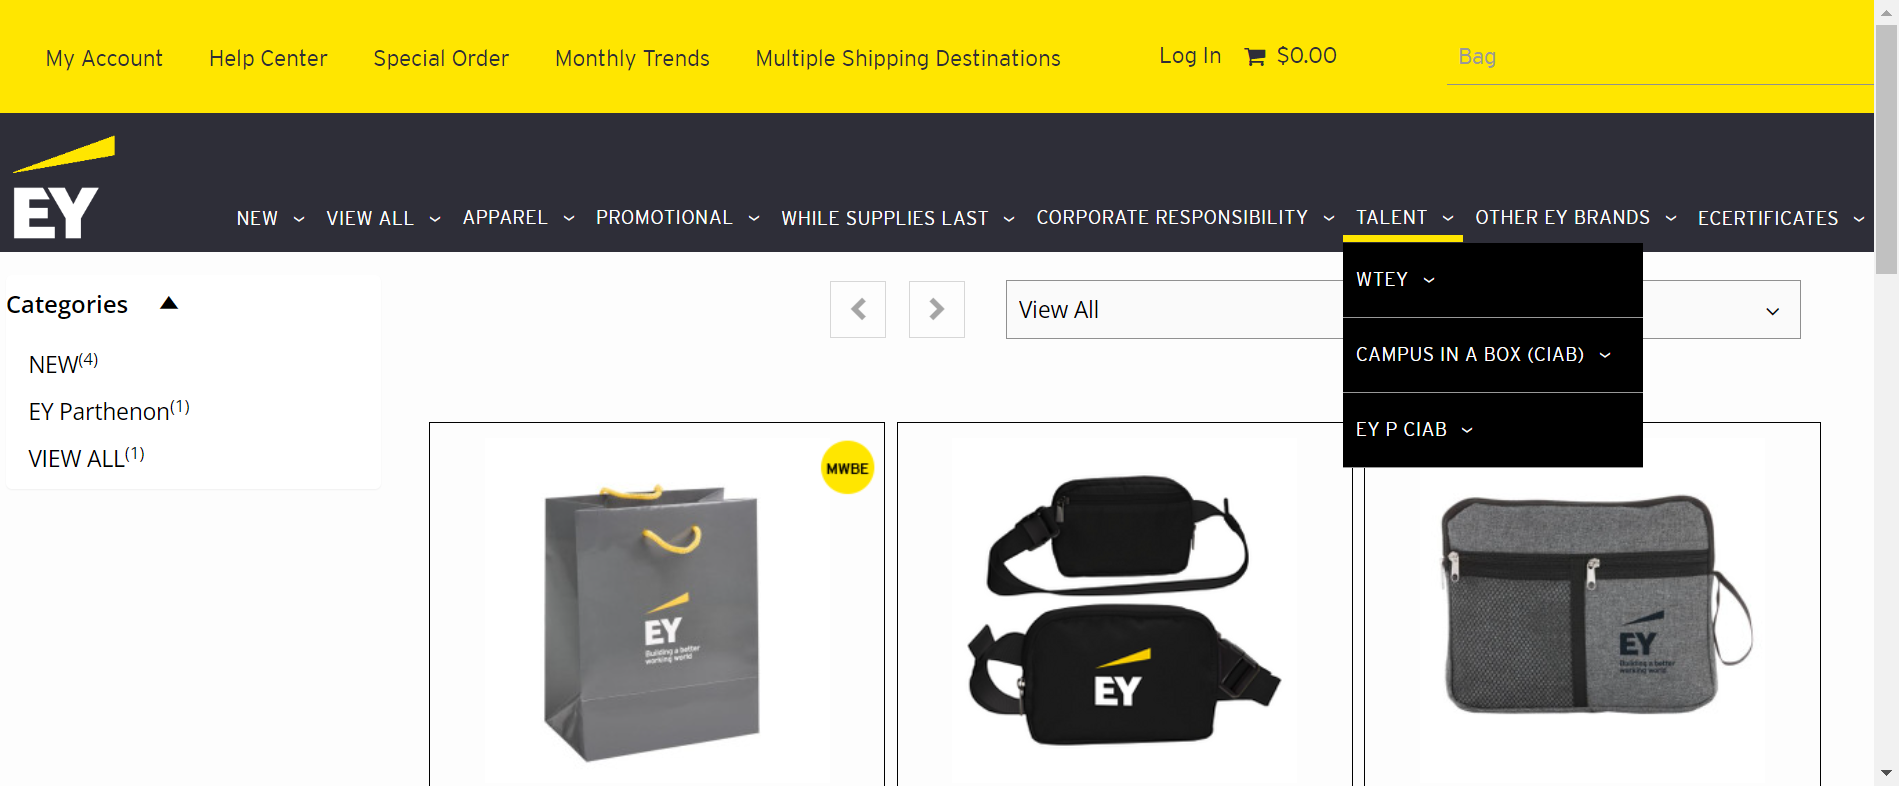 My Account Help Center Special Order Monthly Trends Multiple Shipping Destinations Log In $0.00 Bag
EY
NEW VIEW ALL APPAREL PROMOTIONAL WHILE SUPPLIES LAST CORPORATE RESPONSIBILITY TALENT OTHER EY BRANDS ECERTIFICATES
WTEY
CAMPUS IN A BOX (CIAB)
EY P CIAB
Categories
NEW(4)
EY Parthenon(1)
VIEW ALL(1)
View All
MWBE
EY
Building a better
working world
EY
EY
Building a better
working world